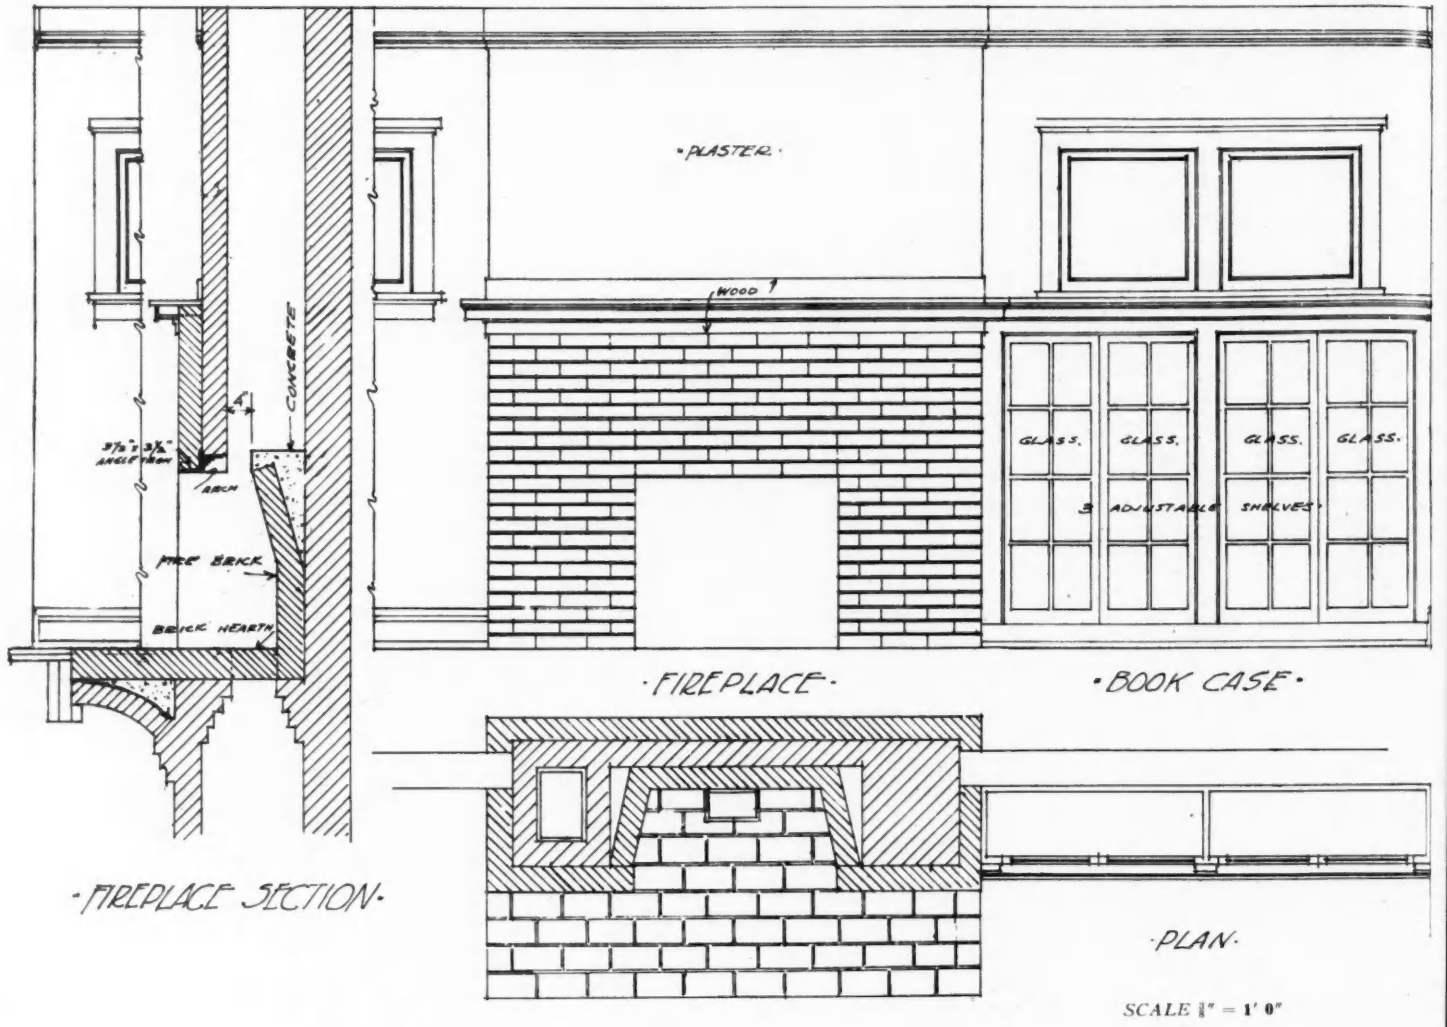 ·PLASTER·
WOOD
CONCRETE
4"
3½" x 3½"
ANGLE IRON
ARCH
FIRE BRICK
BRICK HEARTH
GLASS. GLASS. GLASS. GLASS.
3 ADJUSTABLE SHELVES.
·FIREPLACE·
·BOOK CASE·
·FIREPLACE SECTION·
·PLAN·
SCALE ⅜" = 1' 0"